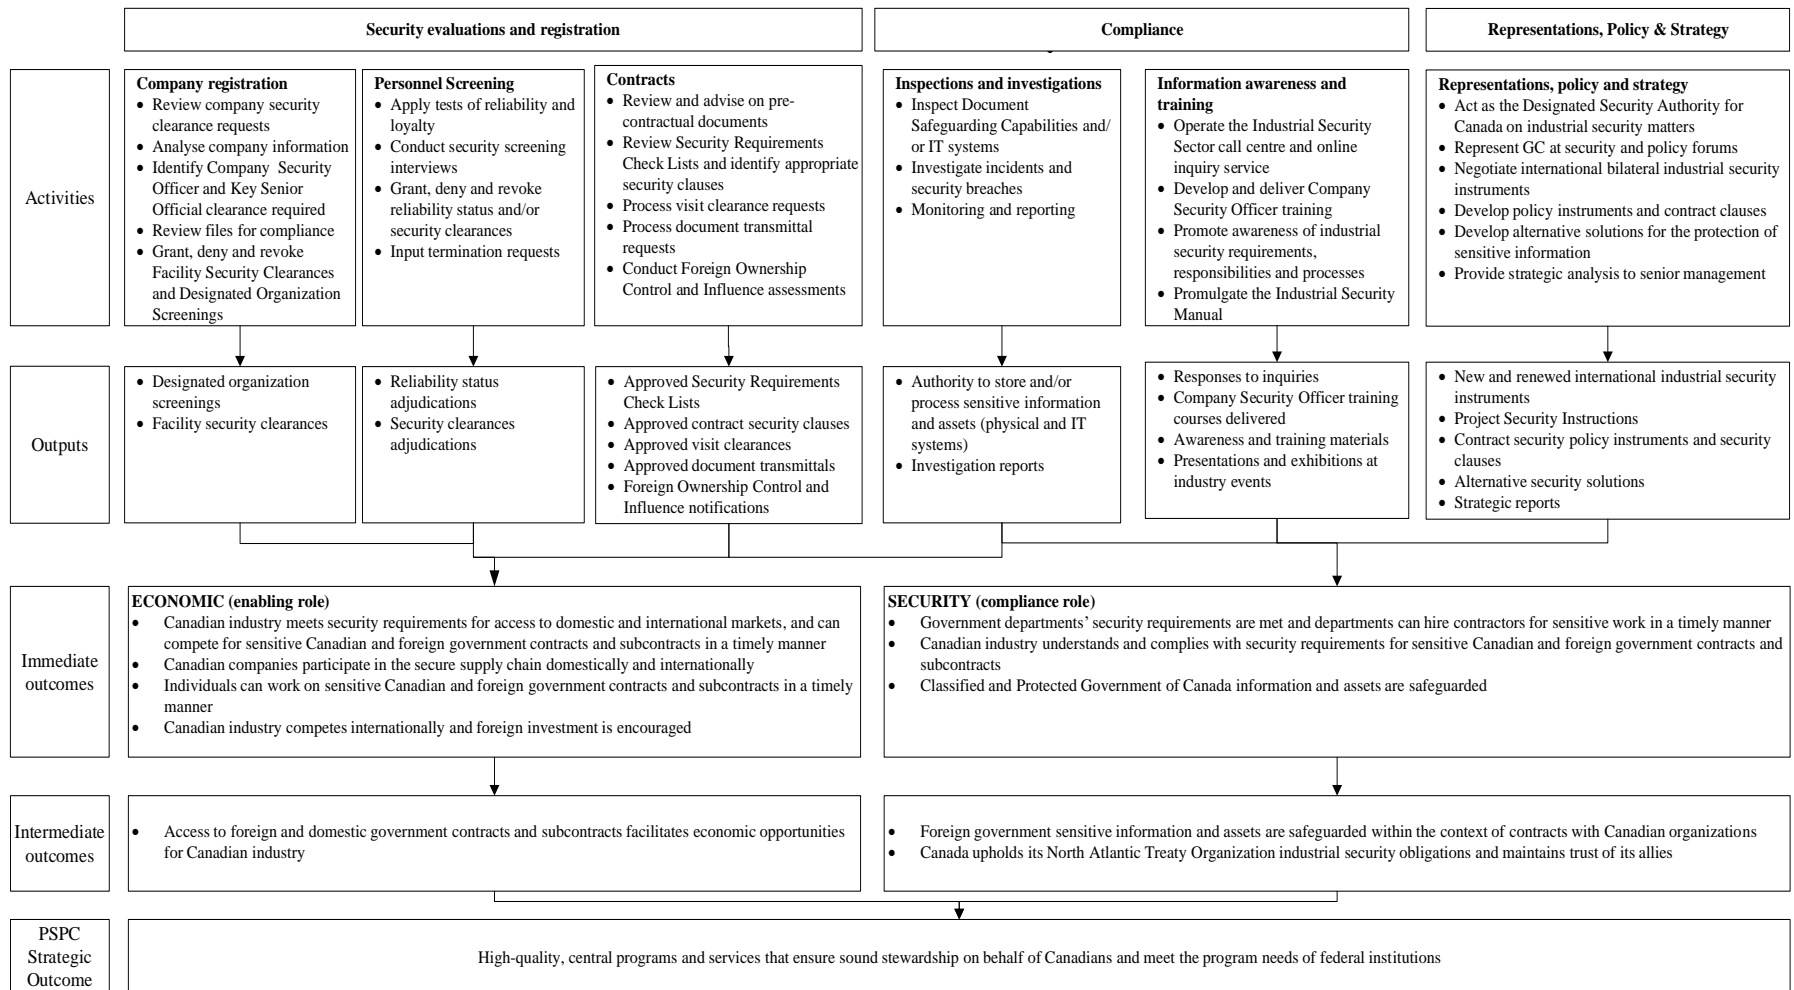 Security evaluations and registration
Compliance
Representations, Policy & Strategy
Activities
Company registration
• Review company security
clearance requests
• Analyse company information
• Identify Company Security
Officer and Key Senior
Official clearance required
• Review files for compliance
• Grant, deny and revoke
Facility Security Clearances
and Designated Organization
Screenings
Personnel Screening
• Apply tests of reliability and
loyalty
• Conduct security screening
interviews
• Grant, deny and revoke
reliability status and/or
security clearances
• Input termination requests
Contracts
• Review and advise on pre-
contractual documents
• Review Security Requirements
Check Lists and identify appropriate
security clauses
• Process visit clearance requests
• Process document transmittal
requests
• Conduct Foreign Ownership
Control and Influence assessments
Inspections and investigations
• Inspect Document
Safeguarding Capabilities and/
or IT systems
• Investigate incidents and
security breaches
• Monitoring and reporting
Information awareness and
training
• Operate the Industrial Security
Sector call centre and online
inquiry service
• Develop and deliver Company
Security Officer training
• Promote awareness of industrial
security requirements,
responsibilities and processes
• Promulgate the Industrial Security
Manual
Representations, policy and strategy
• Act as the Designated Security Authority for
Canada on industrial security matters
• Represent GC at security and policy forums
• Negotiate international bilateral industrial security
instruments
• Develop policy instruments and contract clauses
• Develop alternative solutions for the protection of
sensitive information
• Provide strategic analysis to senior management
Outputs
• Designated organization
screenings
• Facility security clearances
• Reliability status
adjudications
• Security clearances
adjudications
• Approved Security Requirements
Check Lists
• Approved contract security clauses
• Approved visit clearances
• Approved document transmittals
• Foreign Ownership Control and
Influence notifications
• Authority to store and/or
process sensitive information
and assets (physical and IT
systems)
• Investigation reports
• Responses to inquiries
• Company Security Officer training
courses delivered
• Awareness and training materials
• Presentations and exhibitions at
industry events
• New and renewed international industrial security
instruments
• Project Security Instructions
• Contract security policy instruments and security
clauses
• Alternative security solutions
• Strategic reports
Immediate
outcomes
ECONOMIC (enabling role)
• Canadian industry meets security requirements for access to domestic and international markets, and can
compete for sensitive Canadian and foreign government contracts and subcontracts in a timely manner
• Canadian companies participate in the secure supply chain domestically and internationally
• Individuals can work on sensitive Canadian and foreign government contracts and subcontracts in a timely
manner
• Canadian industry competes internationally and foreign investment is encouraged
SECURITY (compliance role)
• Government departments’ security requirements are met and departments can hire contractors for sensitive work in a timely manner
• Canadian industry understands and complies with security requirements for sensitive Canadian and foreign government contracts and
subcontracts
• Classified and Protected Government of Canada information and assets are safeguarded
Intermediate
outcomes
• Access to foreign and domestic government contracts and subcontracts facilitates economic opportunities
for Canadian industry
• Foreign government sensitive information and assets are safeguarded within the context of contracts with Canadian organizations
• Canada upholds its North Atlantic Treaty Organization industrial security obligations and maintains trust of its allies
PSPC
Strategic
Outcome
High-quality, central programs and services that ensure sound stewardship on behalf of Canadians and meet the program needs of federal institutions